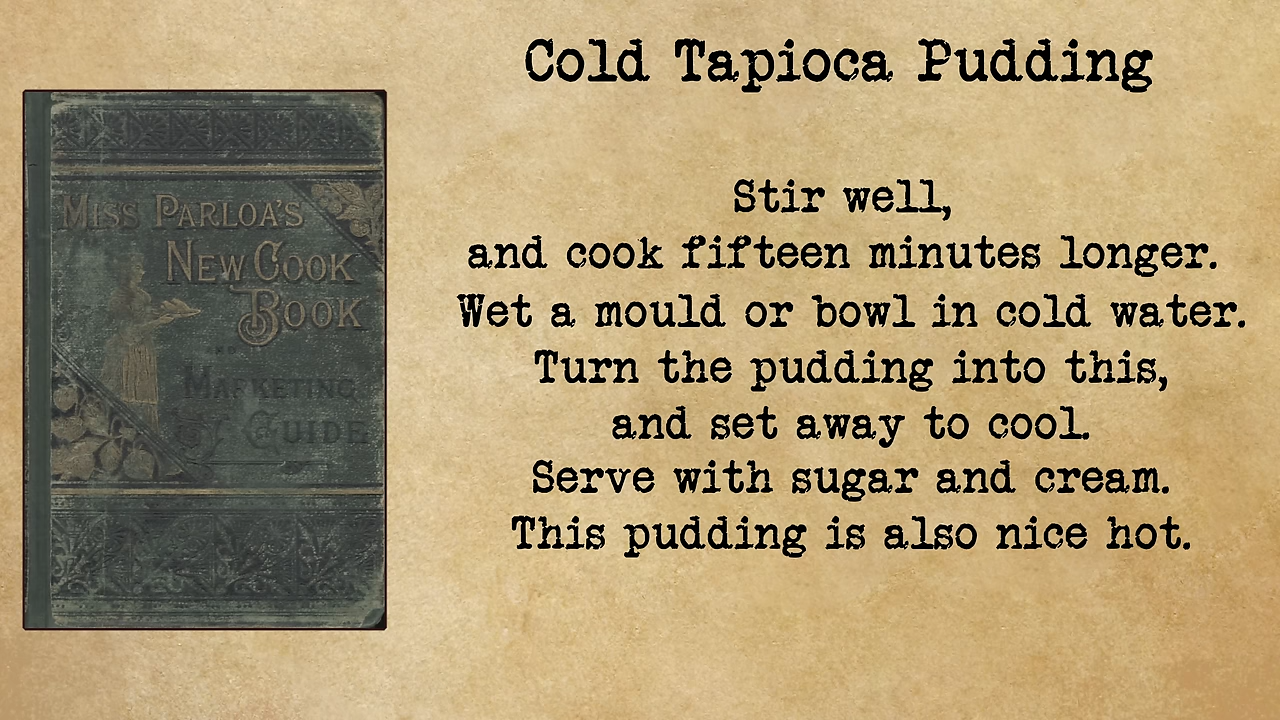 Cold Tapioca Pudding
Stir well,
and cook fifteen minutes longer.
Wet a mould or bowl in cold water.
Turn the pudding into this,
and set away to cool.
Serve with sugar and cream.
This pudding is also nice hot.
MISS PARLOA'S
NEW COOK
BOOK
MARKETING
GUIDE